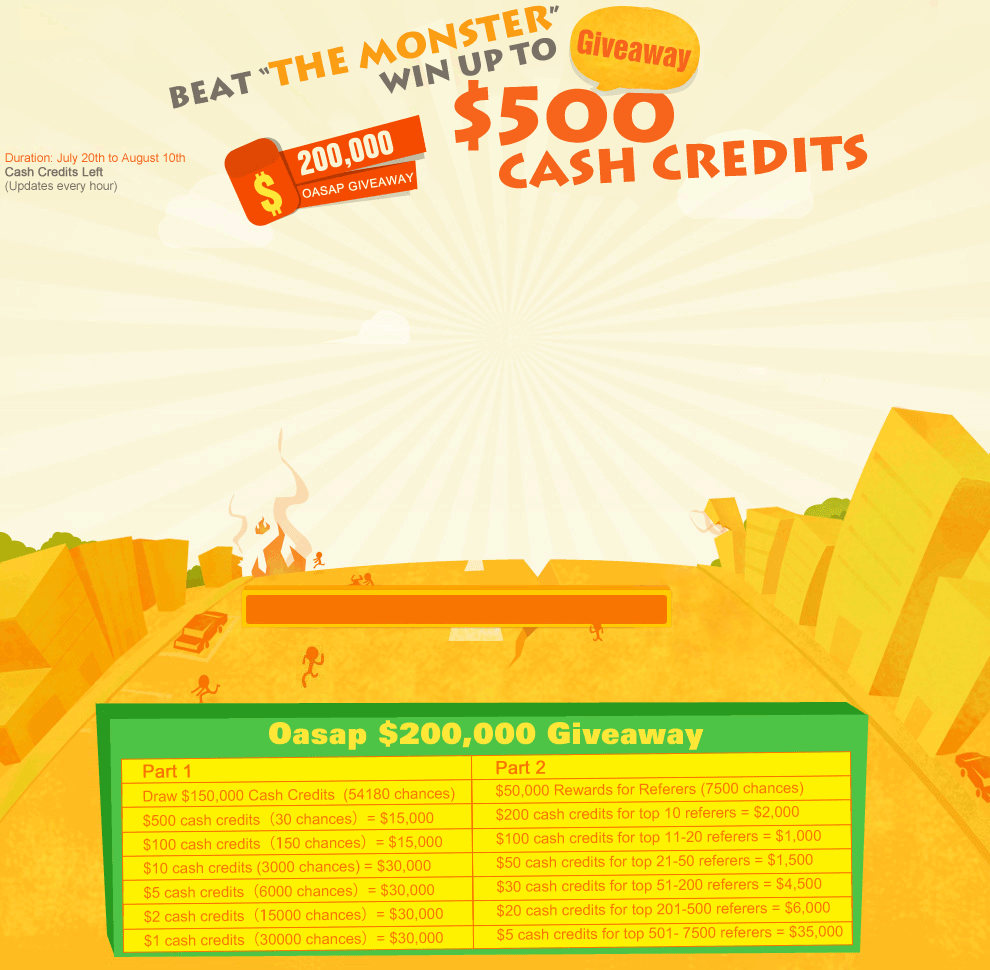 BEAT "THE MONSTER"
WIN UP TO
Giveaway
$500
CASH CREDITS
200,000
$
OASAP GIVEAWAY
Duration: July 20th to August 10th
Cash Credits Left
(Updates every hour)
Oasap $200,000 Giveaway
Part 1
Draw $150,000 Cash Credits (54180 chances)
$500 cash credits（30 chances）= $15,000
$100 cash credits（150 chances）= $15,000
$10 cash credits (3000 chances) = $30,000
$5 cash credits（6000 chances）= $30,000
$2 cash credits（15000 chances）= $30,000
$1 cash credits（30000 chances）= $30,000
Part 2
$50,000 Rewards for Referers (7500 chances)
$200 cash credits for top 10 referers = $2,000
$100 cash credits for top 11-20 referers = $1,000
$50 cash credits for top 21-50 referers = $1,500
$30 cash credits for top 51-200 referers = $4,500
$20 cash credits for top 201-500 referers = $6,000
$5 cash credits for top 501- 7500 referers = $35,000